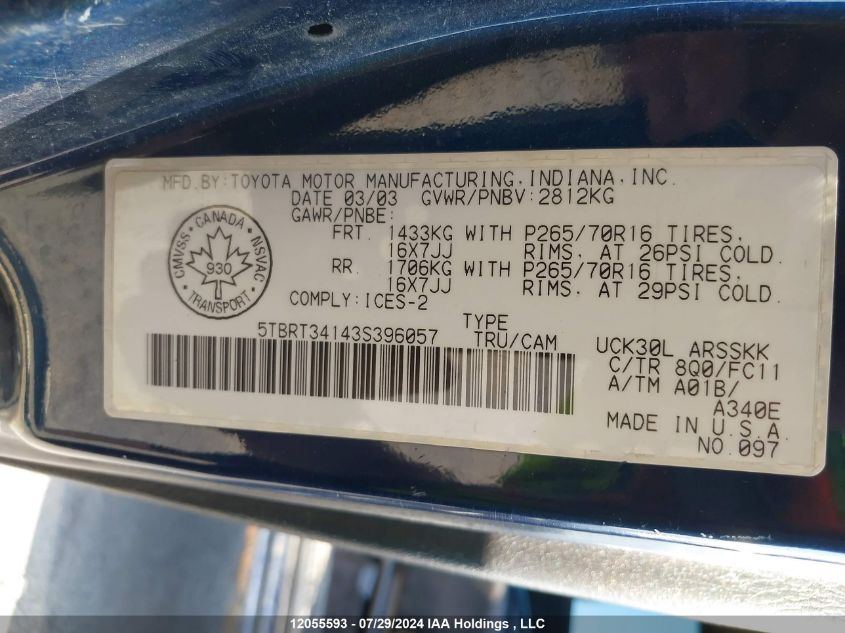 MFD.BY:TOYOTA MOTOR MANUFACTURING,INDIANA,INC.
DATE 03/03 GVWR/PNBV:2812KG
GAWR/PNBE:
FRT. 1433KG WITH P265/70R16 TIRES,
16X7JJ RIMS, AT 26PSI COLD.
RR. 1706KG WITH P265/70R16 TIRES,
16X7JJ RIMS, AT 29PSI COLD.
COMPLY:ICES-2
CANADA
CMVSS
NSVAC
930
TRANSPORT
5TBRT34143S396057
TYPE
TRU/CAM
UCK30L ARSSKK
C/TR 8Q0/FC11
A/TM A01B/
A340E
MADE IN U.S.A.
NO.097
12055593 - 07/29/2024 IAA Holdings , LLC